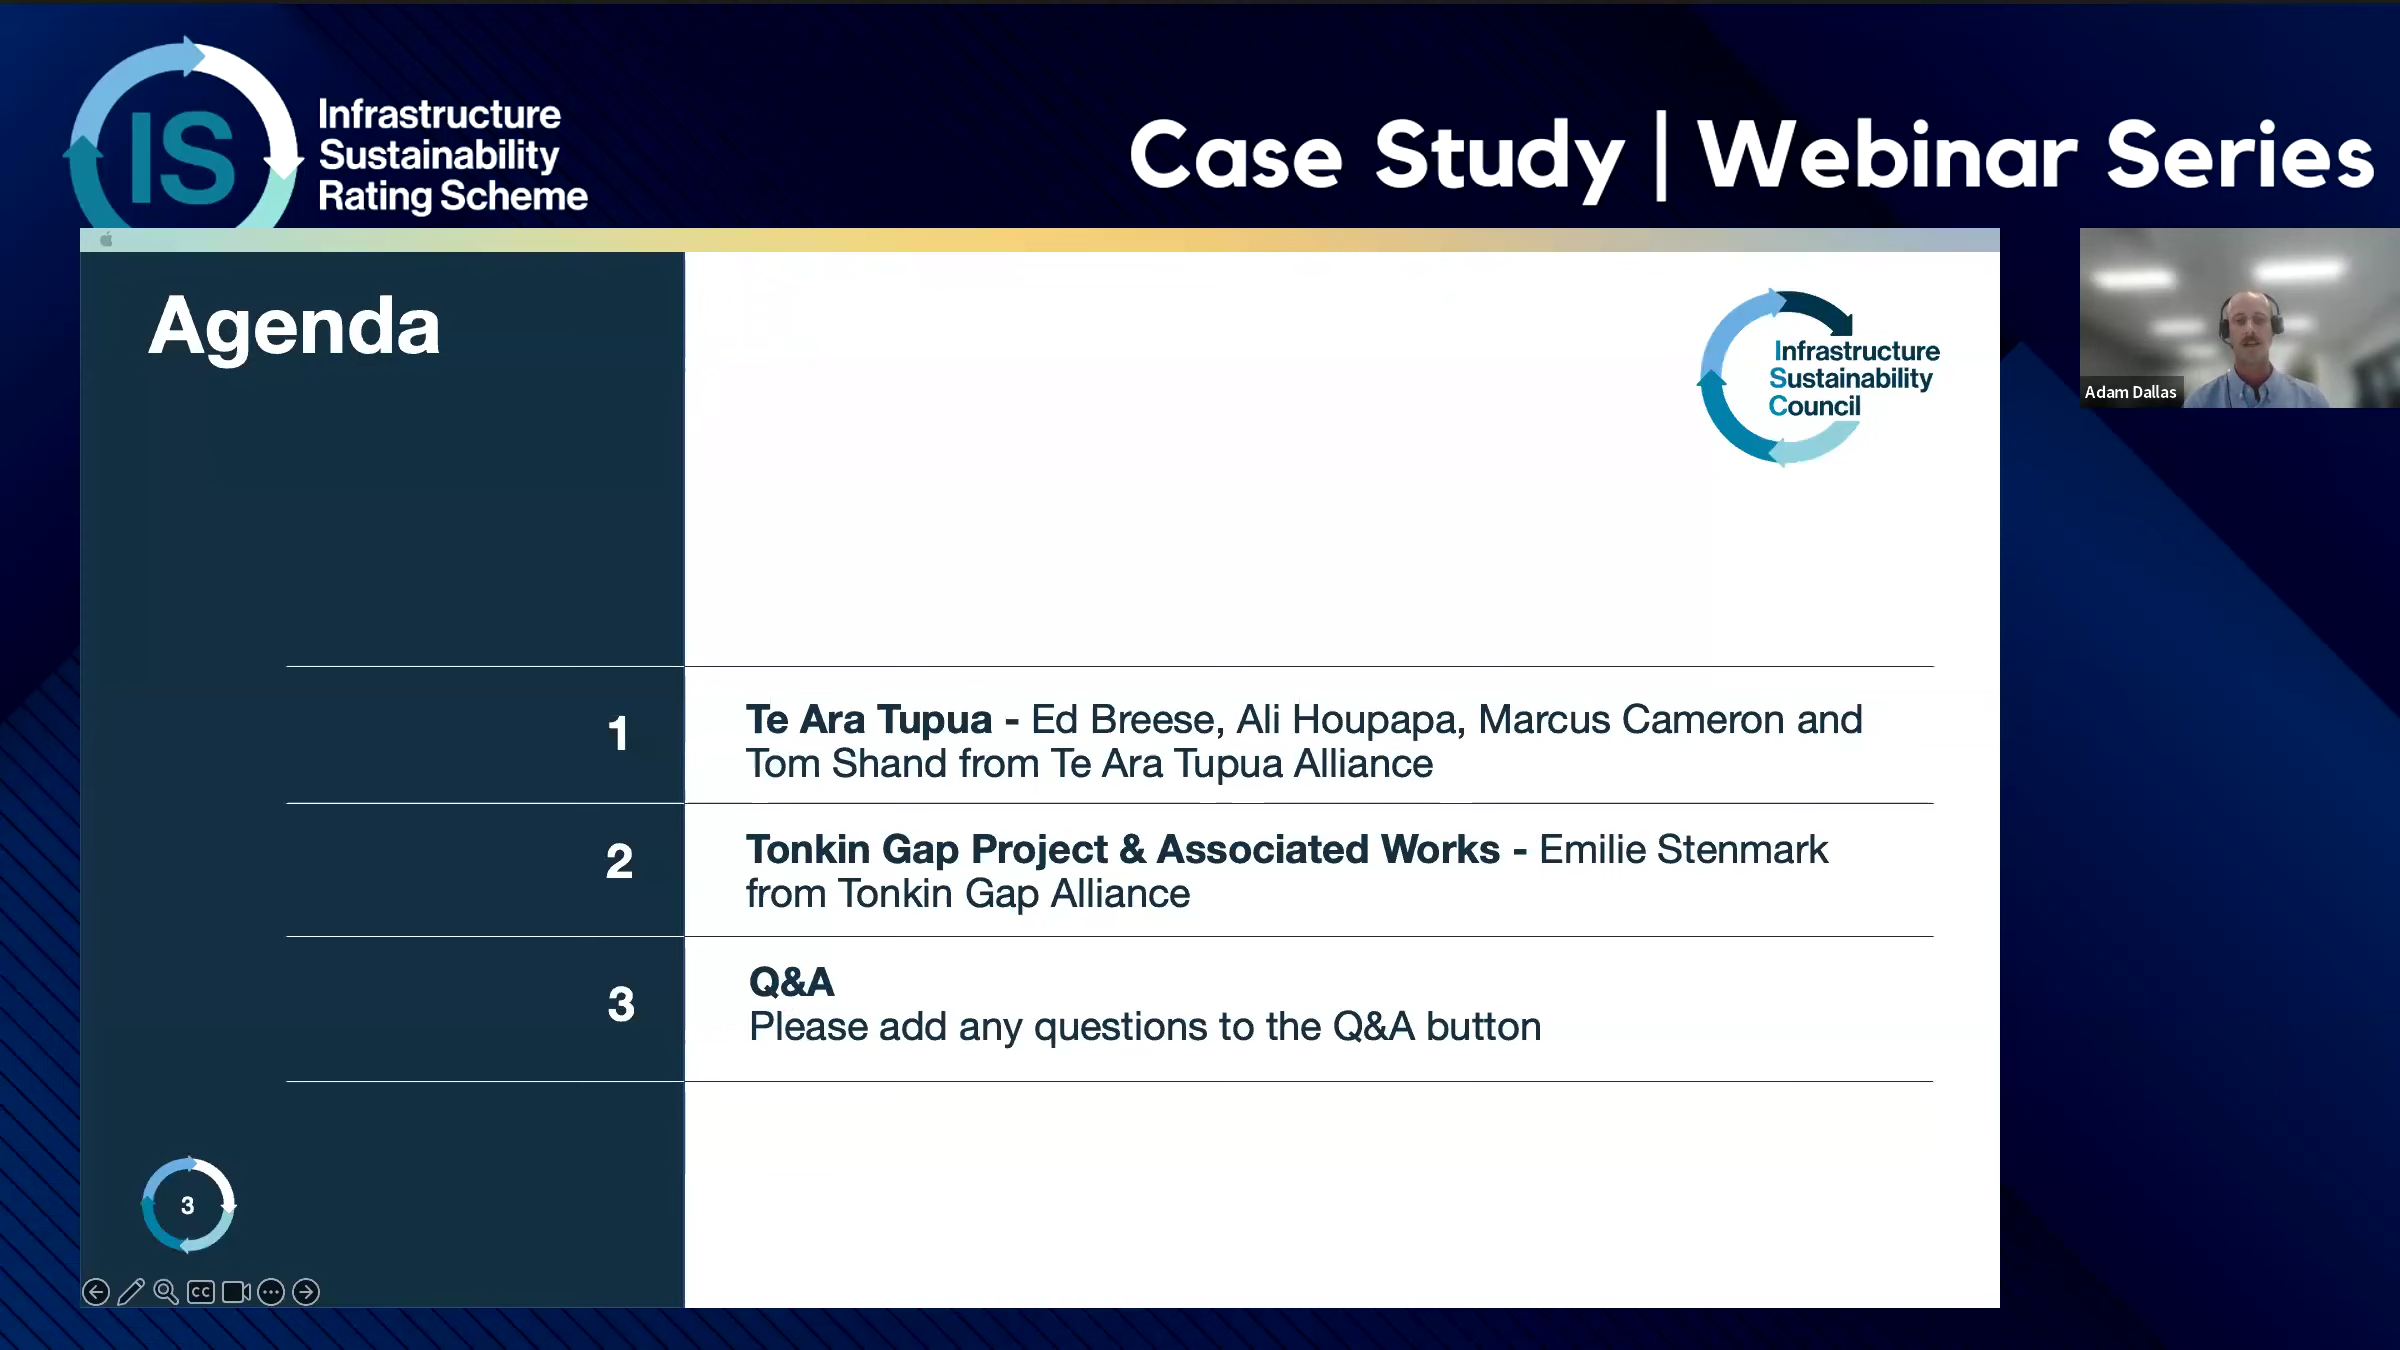 IS
Infrastructure
Sustainability
Rating Scheme
Case Study | Webinar Series
Agenda
Infrastructure
Sustainability
Council
Adam Dallas
1
Te Ara Tupua - Ed Breese, Ali Houpapa, Marcus Cameron and
Tom Shand from Te Ara Tupua Alliance
2
Tonkin Gap Project & Associated Works - Emilie Stenmark
from Tonkin Gap Alliance
3
Q&A
Please add any questions to the Q&A button
3
CC